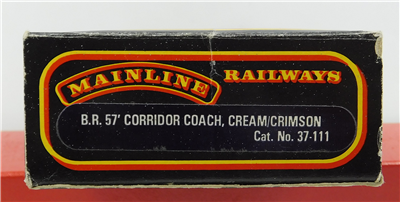 MAINLINE RAILWAYS
B.R. 57' CORRIDOR COACH, CREAM/CRIMSON
Cat. No. 37-111